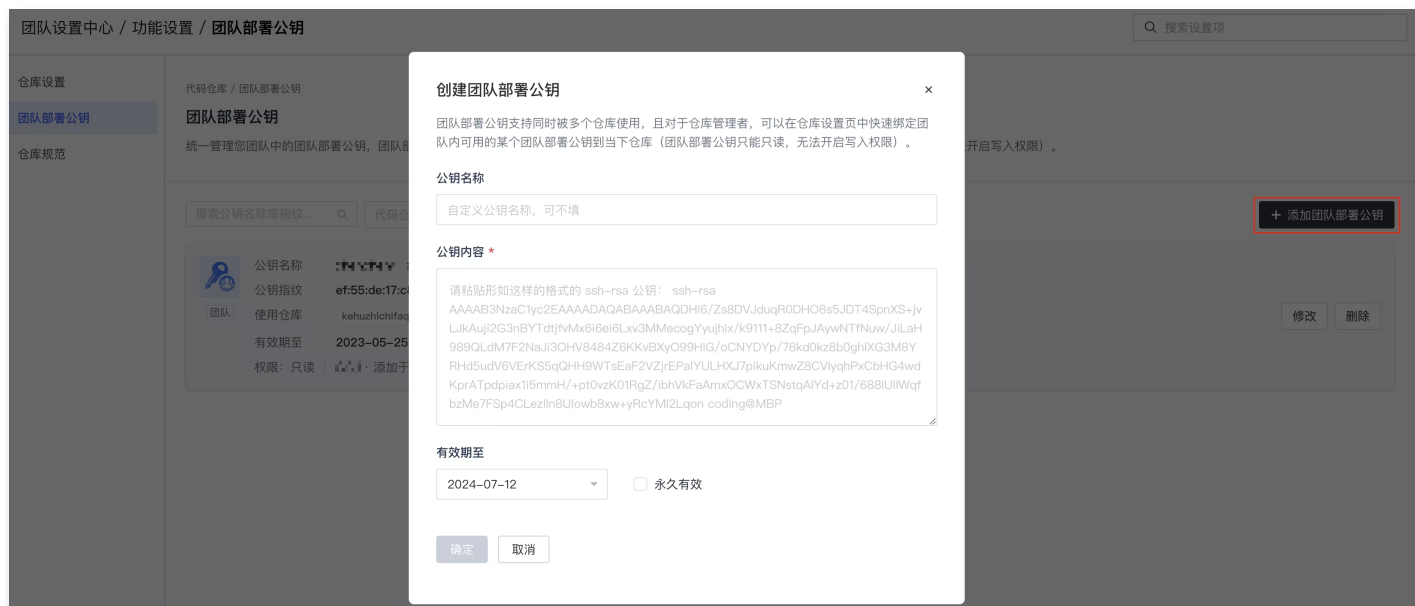 团队设置中心 / 功能设置 / 团队部署公钥
搜索设置项
仓库设置
团队部署公钥
仓库规范
代码仓库 / 团队部署公钥
团队部署公钥
统一管理您团队中的团队部署公钥，团队部
开启写入权限）。
搜索公钥名称或指纹...
代码仓
+ 添加团队部署公钥
公钥名称
公钥指纹 ef:55:de:17:c
团队
使用仓库 kehuzhichifaq
有效期至 2023-05-25
权限：只读
· 添加于
修改
删除
创建团队部署公钥
×
团队部署公钥支持同时被多个仓库使用，且对于仓库管理者，可以在仓库设置页中快速绑定团
队内可用的某个团队部署公钥到当下仓库（团队部署公钥只能只读，无法开启写入权限）。
公钥名称
自定义公钥名称，可不填
公钥内容 *
请粘贴形如这样的格式的 ssh-rsa 公钥： ssh-rsa
AAAAB3NzaC1yc2EAAAADAQABAAABAQDHI6/Zs8DVJduqR0DHO8s5JDT4SpnXS+jv
LJkAuji2G3nBYTdtjfvMx6i6ei6Lxv3MMecogYyujhIx/k9111+8ZqFpJAywNTfNuw/JiLaH
989QLdM7F2NaJi3OHV8484Z6KKvBXyO99HIG/oCNYDYp/78kd0kz8b0ghIXG3M8Y
RHd5udV6VErKS5qQHH9WTsEaF2VZjrEPaIYULHXJ7pikuKmwZ8CVIyqhPxCbHG4wd
KprATpdpiax1i5mmH/+pt0vzK01RgZ/ibhVkFaAmxOCWxTSNstqAlYd+z01/688IUIIWqf
bzMe7FSp4CLezlIn8Ulowb8xw+yRcYMl2Lqon coding@MBP
有效期至
2024-07-12
永久有效
确定
取消